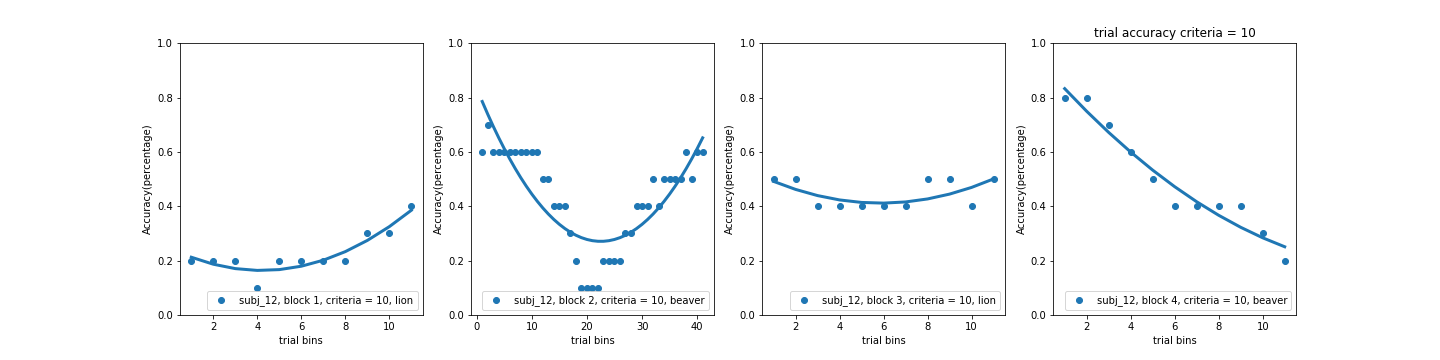 trial accuracy criteria = 10
1.0
0.8
0.6
0.4
0.2
0.0
Accuracy(percentage)
2 4 6 8 10
trial bins
subj_12, block 1, criteria = 10, lion
1.0
0.8
0.6
0.4
0.2
0.0
Accuracy(percentage)
0 10 20 30 40
trial bins
subj_12, block 2, criteria = 10, beaver
1.0
0.8
0.6
0.4
0.2
0.0
Accuracy(percentage)
2 4 6 8 10
trial bins
subj_12, block 3, criteria = 10, lion
1.0
0.8
0.6
0.4
0.2
0.0
Accuracy(percentage)
2 4 6 8 10
trial bins
subj_12, block 4, criteria = 10, beaver